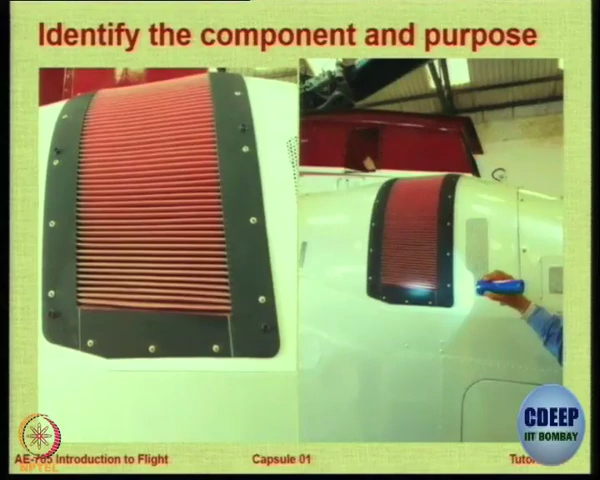 Identify the component and purpose
CDEEP
IIT BOMBAY
NPTEL
AE-705 Introduction to Flight
Capsule 01